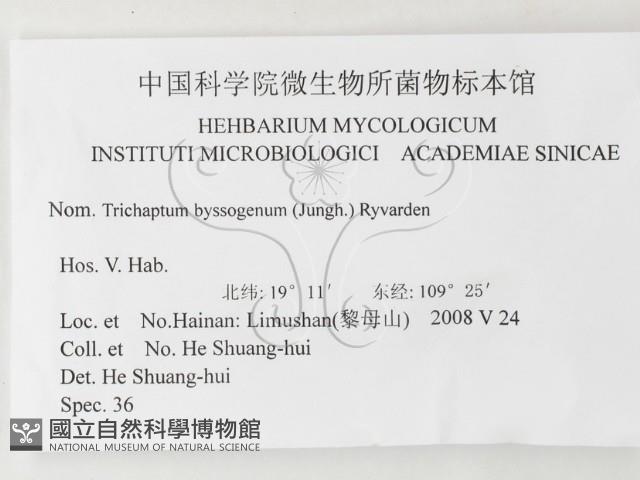 中国科学院微生物所菌物标本馆
HEHBARIUM MYCOLOGICUM
INSTITUTI MICROBIOLOGICI ACADEMIAE SINICAE
Nom. Trichaptum byssogenum (Jungh.) Ryvarden
Hos. V. Hab.
北纬: 19° 11′ 东经: 109° 25′
Loc. et No.Hainan: Limushan(黎母山) 2008 V 24
Coll. et No. He Shuang-hui
Det. He Shuang-hui
Spec. 36
國立自然科學博物館
NATIONAL MUSEUM OF NATURAL SCIENCE